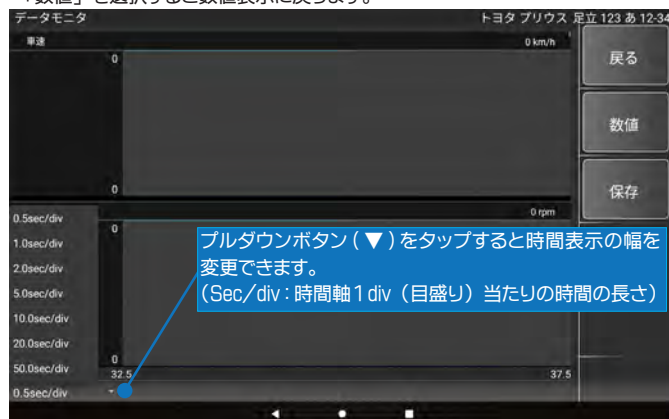 「数値」を選択すると数値表示に戻ります。
データモニタ
トヨタ プリウス 足立 123 あ 12-34
車速
0 km/h
0
戻る
数値
0
保存
0 rpm
0
0.5sec/div
1.0sec/div
2.0sec/div
5.0sec/div
10.0sec/div
20.0sec/div
50.0sec/div
プルダウンボタン(▼)をタップすると時間表示の幅を
変更できます。
(Sec/div:時間軸1div(目盛り)当たりの時間の長さ)
0
32.5
37.5
0.5sec/div